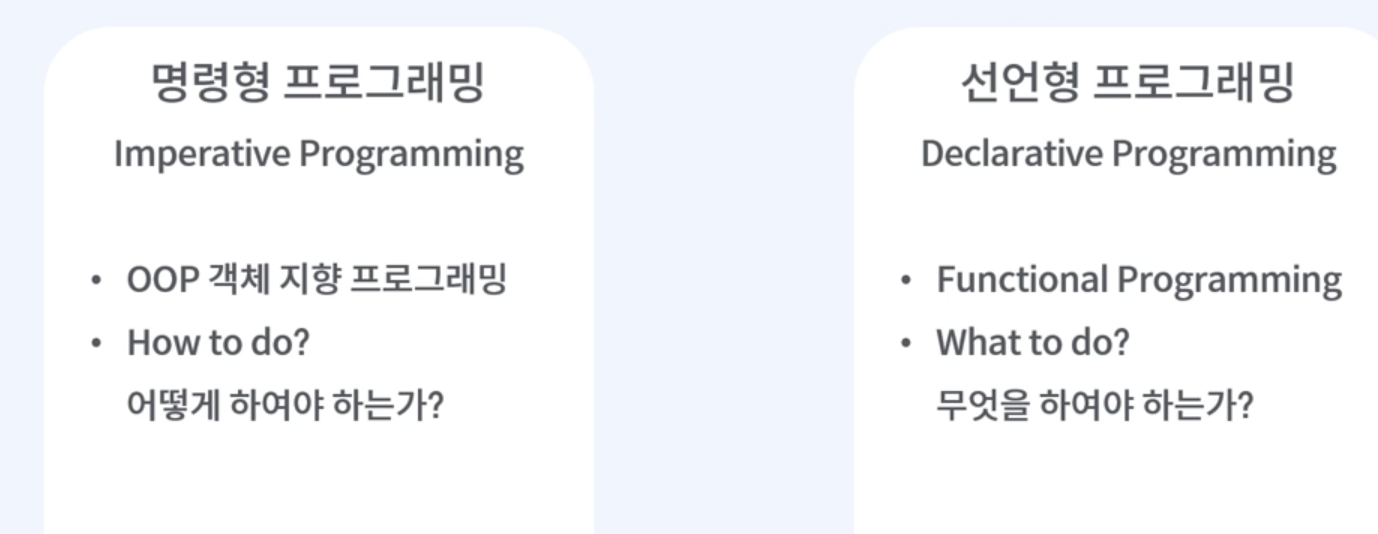 명령형 프로그래밍
Imperative Programming
• OOP 객체 지향 프로그래밍
• How to do?
어떻게 하여야 하는가?
선언형 프로그래밍
Declarative Programming
• Functional Programming
• What to do?
무엇을 하여야 하는가?